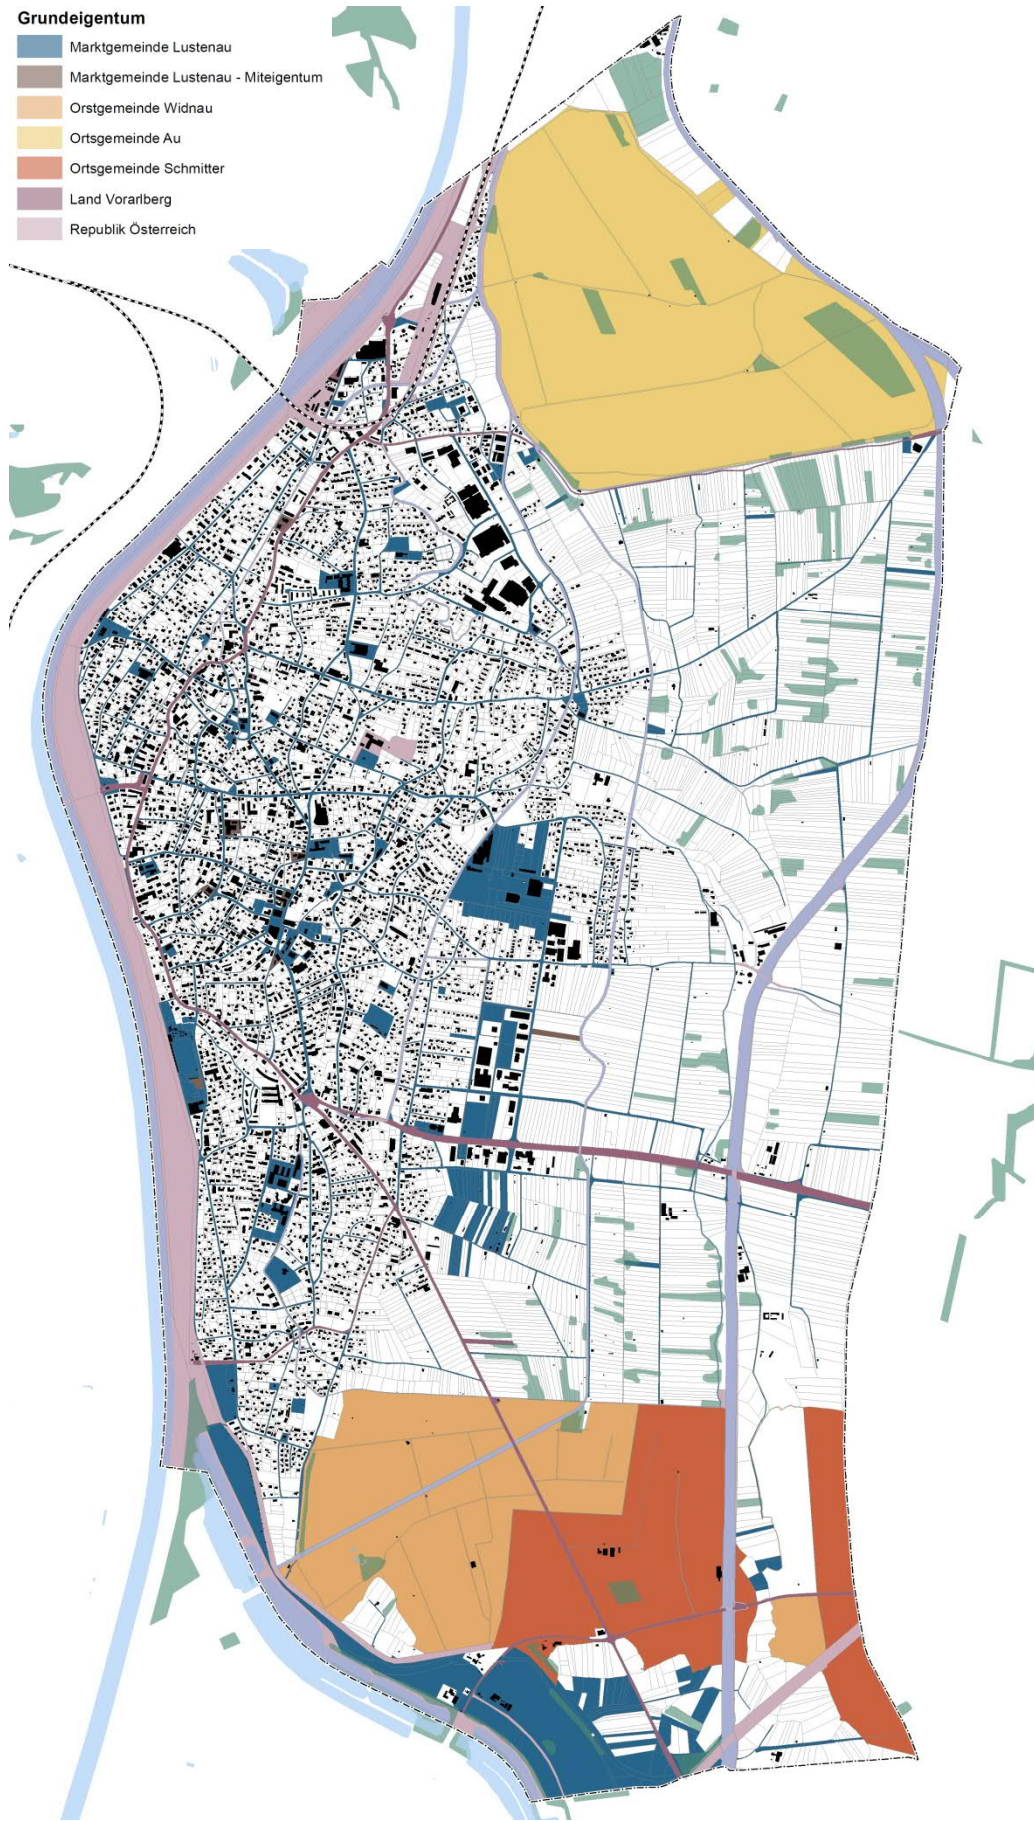 Grundeigentum
Marktgemeinde Lustenau
Marktgemeinde Lustenau - Miteigentum
Orstgemeinde Widnau
Ortsgemeinde Au
Ortsgemeinde Schmitter
Land Vorarlberg
Republik Österreich